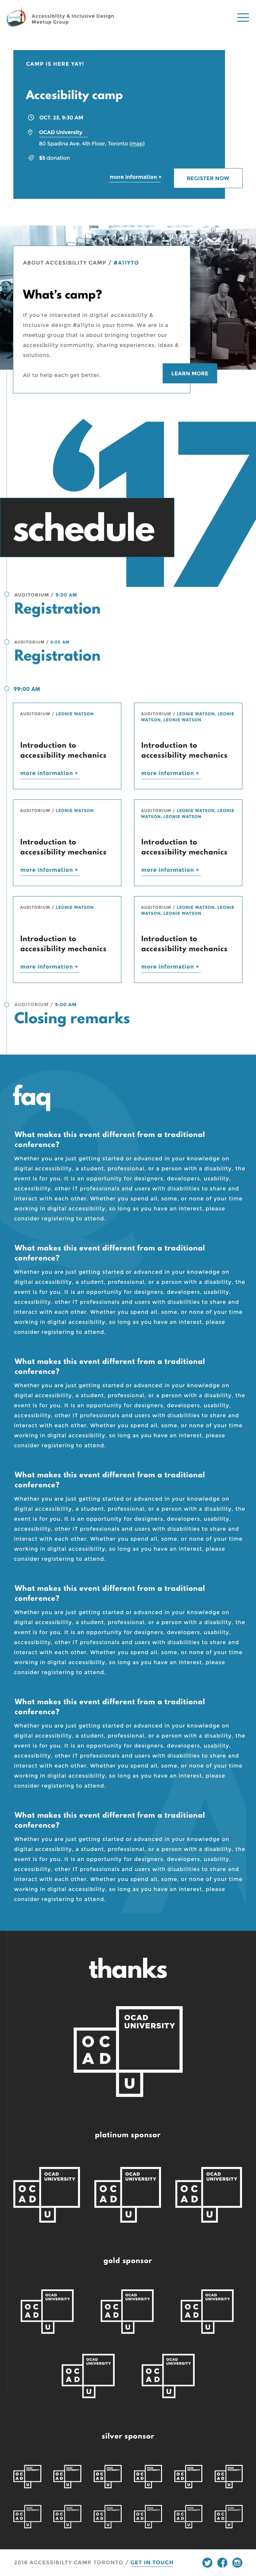 Accessibility & Inclusive Design
Meetup Group
CAMP IS HERE YAY!
Accesibility camp
OCT. 23, 9:30 AM
OCAD University
80 Spadina Ave. 4th Floor, Toronto (map)
$5 donation
more information +
REGISTER NOW
ABOUT ACCESIBILITY CAMP / #A11YTO
What's camp?
If you're interested in digital accessibility &
inclusive design #a11yto is your home. We are a
meetup group that is about bringing together our
accessibility community, sharing experiences, ideas &
solutions.
All to help each get better.
LEARN MORE
‘17
schedule
AUDITORIUM / 9:00 AM
Registration
AUDITORIUM / 9:00 AM
Registration
99:00 AM
AUDITORIUM / LEONIE WATSON
Introduction to
accessibility mechanics
more information +
AUDITORIUM / LEONIE WATSON, LEONIE
WATSON, LEONIE WATSON
Introduction to
accessibility mechanics
more information +
AUDITORIUM / LEONIE WATSON
Introduction to
accessibility mechanics
more information +
AUDITORIUM / LEONIE WATSON, LEONIE
WATSON, LEONIE WATSON
Introduction to
accessibility mechanics
more information +
AUDITORIUM / LEONIE WATSON
Introduction to
accessibility mechanics
more information +
AUDITORIUM / LEONIE WATSON, LEONIE
WATSON, LEONIE WATSON
Introduction to
accessibility mechanics
more information +
AUDITORIUM / 9:00 AM
Closing remarks
faq
What makes this event different from a traditional
conference?
Whether you are just getting started or advanced in your knowledge on
digital accessibility, a student, professional, or a person with a disability, the
event is for you. It is an opportunity for designers, developers, usability,
accessibility, other IT professionals and users with disabilities to share and
interact with each other. Whether you spend all, some, or none of your time
working in digital accessibility, so long as you have an interest, please
consider registering to attend.
What makes this event different from a traditional
conference?
Whether you are just getting started or advanced in your knowledge on
digital accessibility, a student, professional, or a person with a disability, the
event is for you. It is an opportunity for designers, developers, usability,
accessibility, other IT professionals and users with disabilities to share and
interact with each other. Whether you spend all, some, or none of your time
working in digital accessibility, so long as you have an interest, please
consider registering to attend.
What makes this event different from a traditional
conference?
Whether you are just getting started or advanced in your knowledge on
digital accessibility, a student, professional, or a person with a disability, the
event is for you. It is an opportunity for designers, developers, usability,
accessibility, other IT professionals and users with disabilities to share and
interact with each other. Whether you spend all, some, or none of your time
working in digital accessibility, so long as you have an interest, please
consider registering to attend.
What makes this event different from a traditional
conference?
Whether you are just getting started or advanced in your knowledge on
digital accessibility, a student, professional, or a person with a disability, the
event is for you. It is an opportunity for designers, developers, usability,
accessibility, other IT professionals and users with disabilities to share and
interact with each other. Whether you spend all, some, or none of your time
working in digital accessibility, so long as you have an interest, please
consider registering to attend.
What makes this event different from a traditional
conference?
Whether you are just getting started or advanced in your knowledge on
digital accessibility, a student, professional, or a person with a disability, the
event is for you. It is an opportunity for designers, developers, usability,
accessibility, other IT professionals and users with disabilities to share and
interact with each other. Whether you spend all, some, or none of your time
working in digital accessibility, so long as you have an interest, please
consider registering to attend.
What makes this event different from a traditional
conference?
Whether you are just getting started or advanced in your knowledge on
digital accessibility, a student, professional, or a person with a disability, the
event is for you. It is an opportunity for designers, developers, usability,
accessibility, other IT professionals and users with disabilities to share and
interact with each other. Whether you spend all, some, or none of your time
working in digital accessibility, so long as you have an interest, please
consider registering to attend.
What makes this event different from a traditional
conference?
Whether you are just getting started or advanced in your knowledge on
digital accessibility, a student, professional, or a person with a disability, the
event is for you. It is an opportunity for designers, developers, usability,
accessibility, other IT professionals and users with disabilities to share and
interact with each other. Whether you spend all, some, or none of your time
working in digital accessibility, so long as you have an interest, please
consider registering to attend.
thanks
OCAD
UNIVERSITY
O C
A D
U
platinum sponsor
OCAD
UNIVERSITY
O C
A D
U
OCAD
UNIVERSITY
O C
A D
U
OCAD
UNIVERSITY
O C
A D
U
gold sponsor
OCAD
UNIVERSITY
O C
A D
U
OCAD
UNIVERSITY
O C
A D
U
OCAD
UNIVERSITY
O C
A D
U
OCAD
UNIVERSITY
O C
A D
U
OCAD
UNIVERSITY
O C
A D
U
silver sponsor
2016 ACCESSIBILTY CAMP TORONTO / GET IN TOUCH